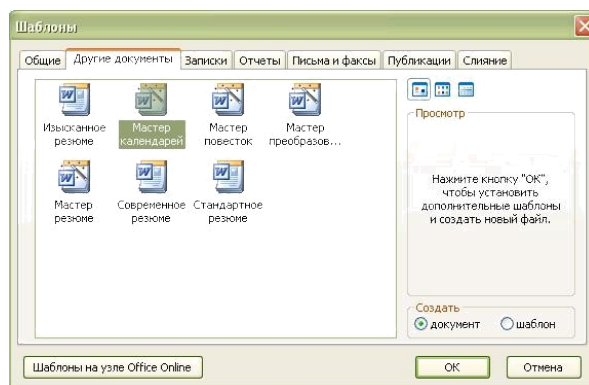 Шаблоны
Общие Другие документы Записки Отчеты Письма и факсы Публикации Слияние
Изысканное резюме
Мастер календарей
Мастер повесток
Мастер преобразов...
Мастер резюме
Современное резюме
Стандартное резюме
Просмотр
Нажмите кнопку "ОК",
чтобы установить
дополнительные шаблоны
и создать новый файл.
Создать
документ шаблон
Шаблоны на узле Office Online
ОК
Отмена